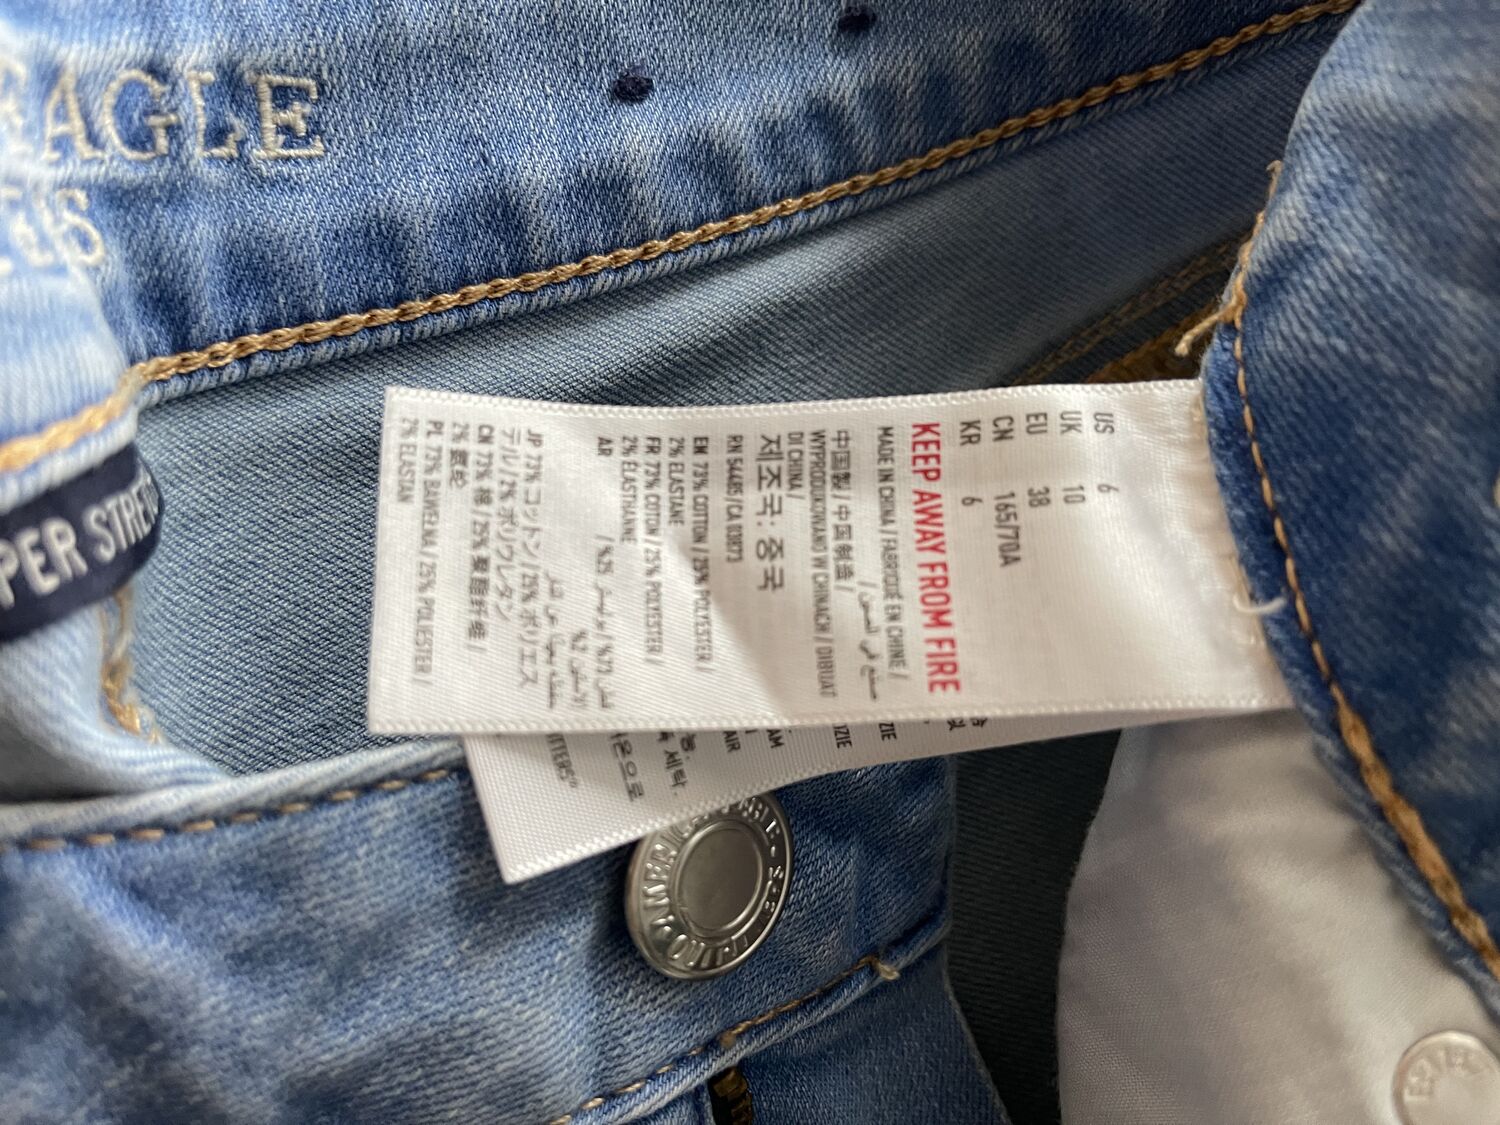 EAGLE
PER STRE
US 6
UK 10
EU 38
CN 165/70A
KR 6
KEEP AWAY FROM FIRE
MADE IN CHINA / FABRIQUÉ EN CHINE /
中国製 / 中国制造 / صنع في الصين /
WYPRODUKOWANO W CHINACH / DIBUAT
DI CHINA /
제조국: 중국
RN 54485 / CA 03873
EN 73% COTTON / 25% POLYESTER /
2% ELASTANE
FR 73% COTON / 25% POLYESTER /
2% ELASTHANNE
AR
JP 73% コットン / 25% ポリエス
テル / 2% ポリウレタン
CN 73% 棉 / 25% 聚酯纤维 /
2% 氨纶
PL 73% BAWEŁNA / 25% POLIESTER /
2% ELASTAN